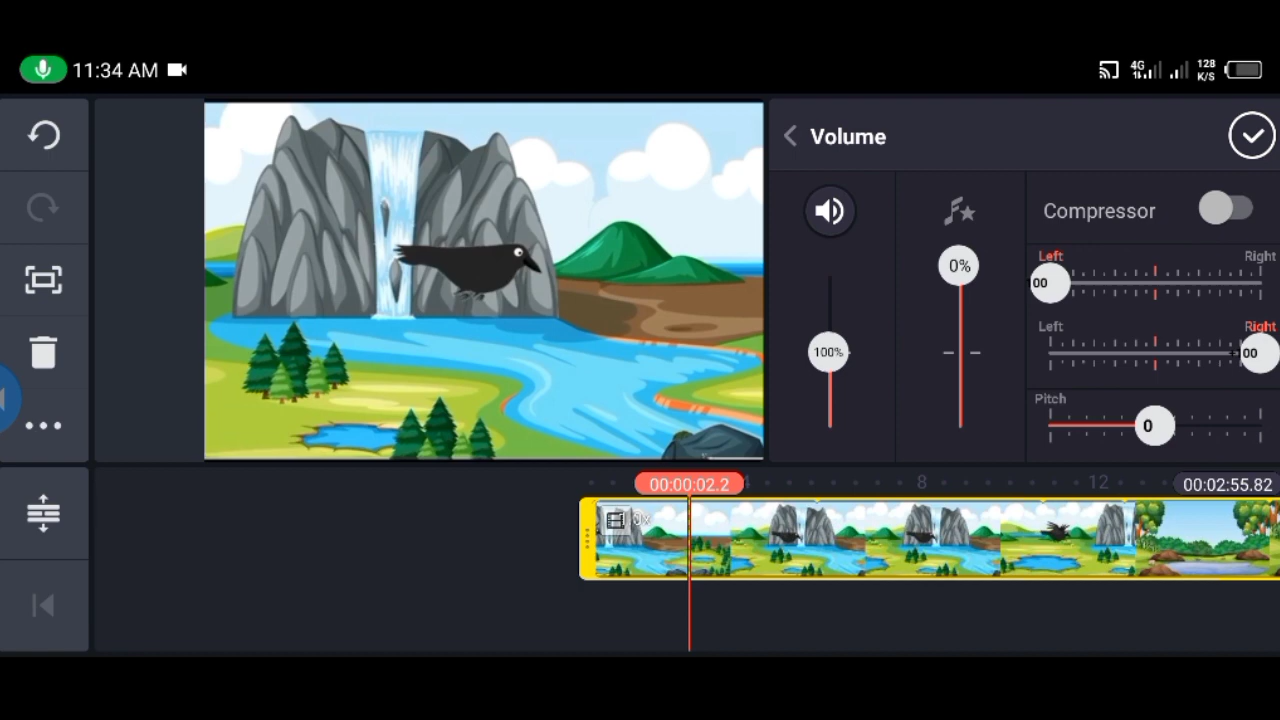 11:34 AM
4G
128
K/S
Volume
Compressor
0%
Left
Right
00
100%
Left
Right
00
Pitch
0
00:00:02.2
8
12
00:02:55.82